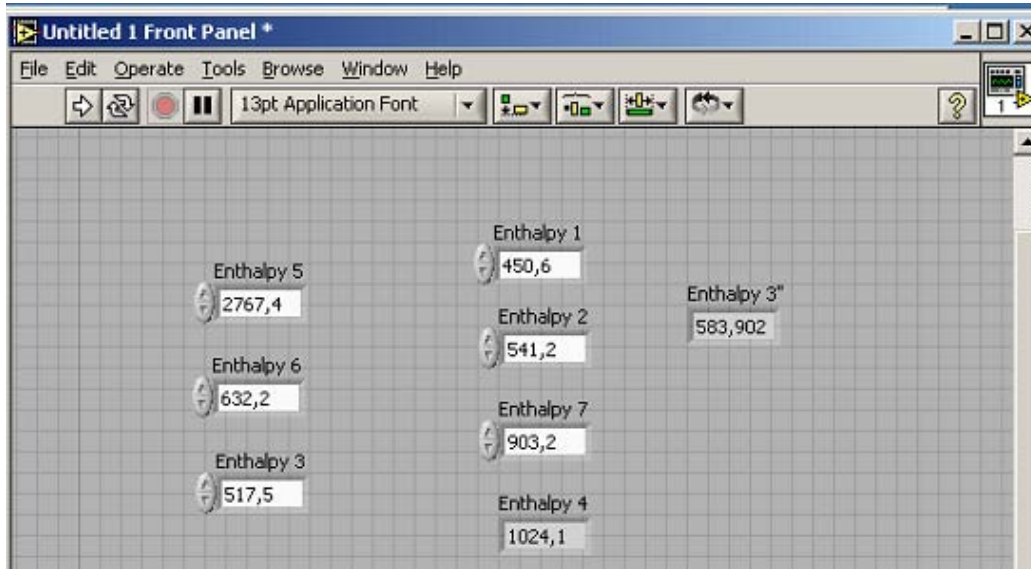 Untitled 1 Front Panel *
File Edit Operate Tools Browse Window Help
13pt Application Font
?
1
Enthalpy 1
450,6
Enthalpy 5
2767,4
Enthalpy 3"
583,902
Enthalpy 2
541,2
Enthalpy 6
632,2
Enthalpy 7
903,2
Enthalpy 3
517,5
Enthalpy 4
1024,1